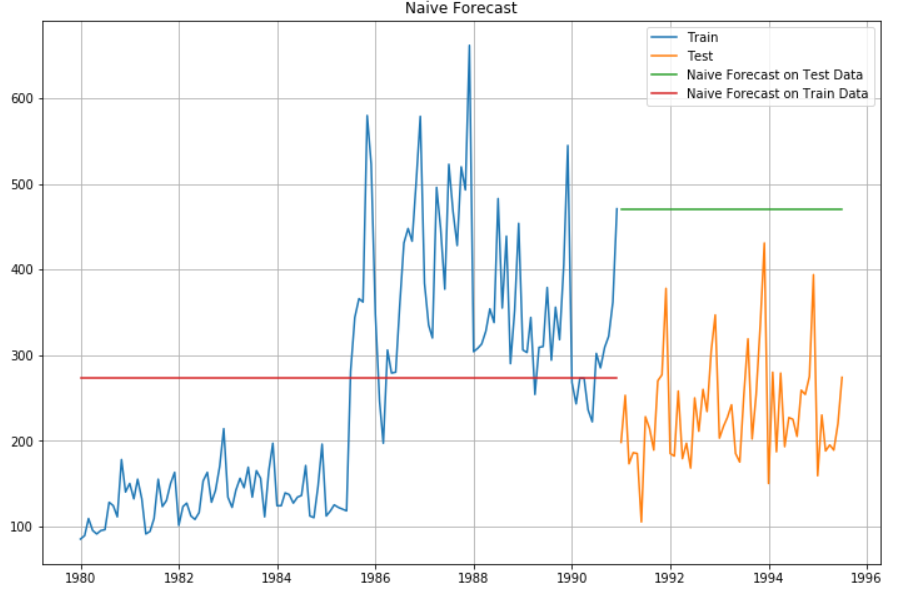 Naive Forecast
Train
Test
Naive Forecast on Test Data
Naive Forecast on Train Data
600
500
400
300
200
100
1980 1982 1984 1986 1988 1990 1992 1994 1996